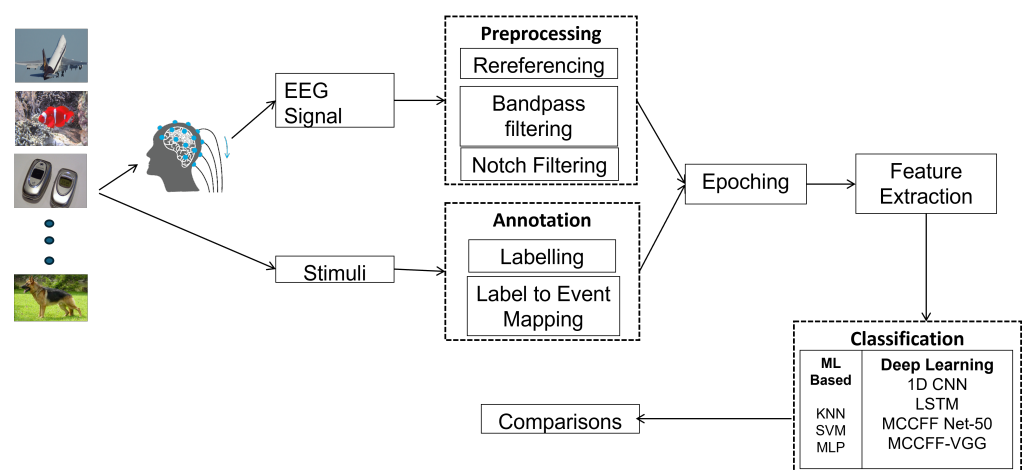 EEG
Signal
Preprocessing
Rereferencing
Bandpass
filtering
Notch Filtering
Stimuli
Annotation
Labelling
Label to Event
Mapping
Epoching
Feature
Extraction
Classification
ML
Based
KNN
SVM
MLP
Deep Learning
1D CNN
LSTM
MCCFF Net-50
MCCFF-VGG
Comparisons